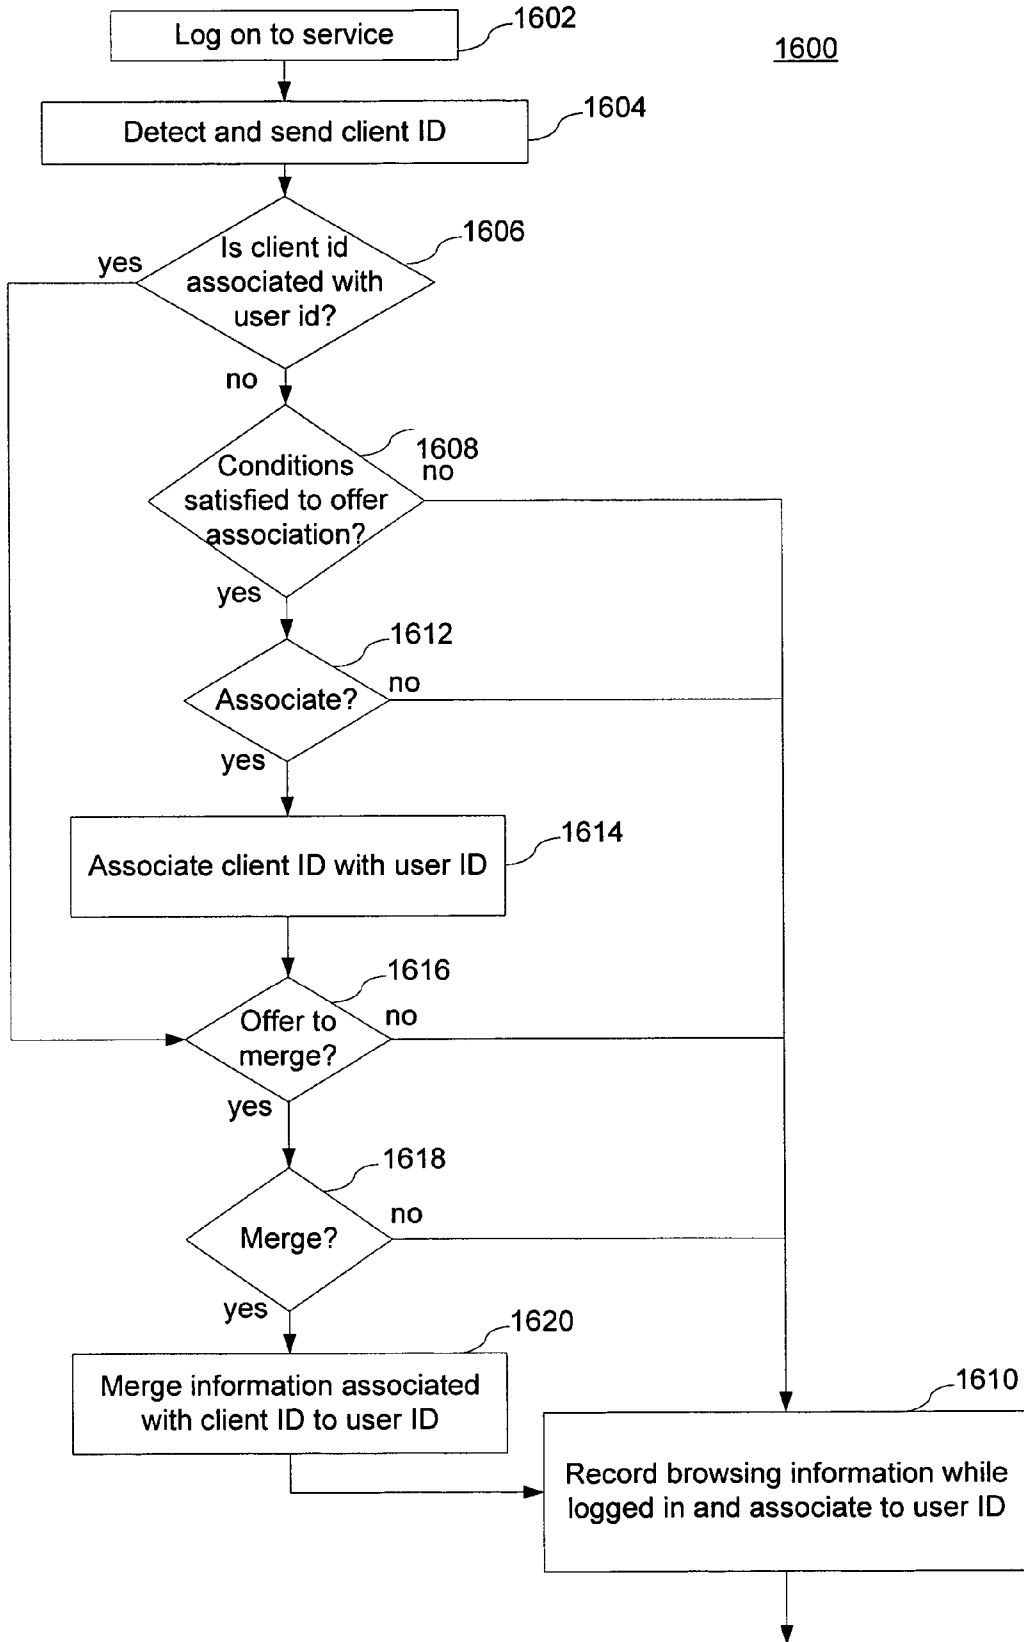 Log on to service
1602
1600
Detect and send client ID
1604
Is client id
associated with
user id?
1606
yes
no
Conditions
satisfied to offer
association?
1608
no
yes
Associate?
1612
no
yes
Associate client ID with user ID
1614
Offer to
merge?
1616
no
yes
Merge?
1618
no
yes
Merge information associated
with client ID to user ID
1620
Record browsing information while
logged in and associate to user ID
1610